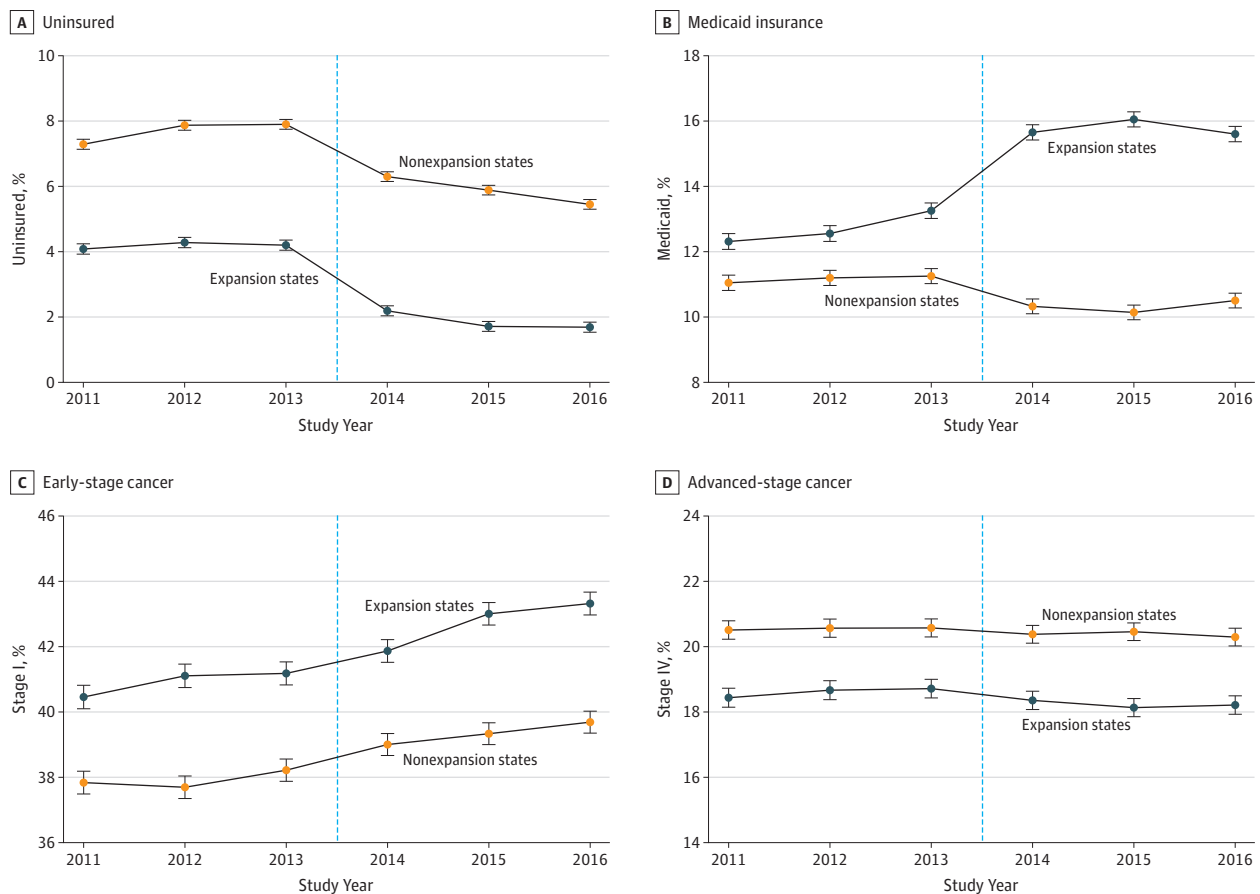 A Uninsured
10
8
6
4
2
0
Uninsured, %
Nonexpansion states
Expansion states
2011 2012 2013 2014 2015 2016
Study Year
B Medicaid insurance
18
16
14
12
10
8
Medicaid, %
Expansion states
Nonexpansion states
2011 2012 2013 2014 2015 2016
Study Year
C Early-stage cancer
46
43
40
38
36
Stage I, %
Expansion states
Nonexpansion states
2011 2012 2013 2014 2015 2016
Study Year
D Advanced-stage cancer
24
22
20
18
16
14
Stage IV, %
Nonexpansion states
Expansion states
2011 2012 2013 2014 2015 2016
Study Year